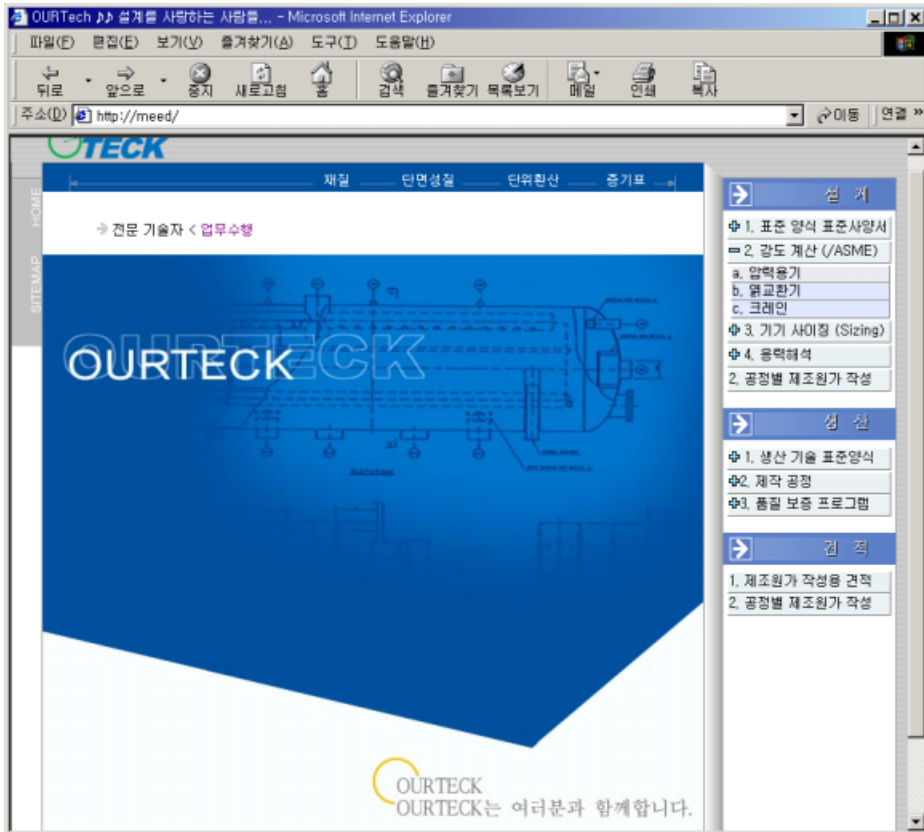 OURTech ♪♪ 설계를 사랑하는 사람들... - Microsoft Internet Explorer
파일(F) 편집(E) 보기(V) 즐겨찾기(A) 도구(T) 도움말(H)
뒤로 앞으로 중지 새로고침 홈 검색 즐겨찾기 목록보기 메일 인쇄 복사
주소(D) http://meed/ 이동 연결 »
TECK
HOME
SITEMAP
재질 단면성질 단위환산 증기표
전문 기술자 < 업무수행
OURTECK
OURTECK
설 계
1. 표준 양식 표준사양서
2. 강도 계산 (/ASME)
a. 압력용기
b. 열교환기
c. 크레인
3. 기기 사이징 (Sizing)
4. 응력해석
2. 공정별 제조원가 작성
생 산
1. 생산 기술 표준양식
2. 제작 공정
3. 품질 보증 프로그램
견 적
1. 제조원가 작성용 견적
2. 공정별 제조원가 작성
OURTECK
OURTECK는 여러분과 함께합니다.